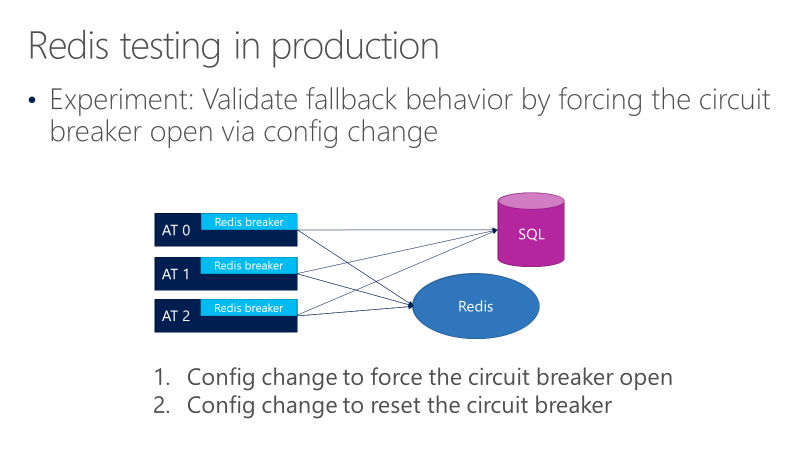 Redis testing in production
• Experiment: Validate fallback behavior by forcing the circuit
breaker open via config change
Redis breaker
AT 0
SQL
Redis breaker
AT 1
Redis breaker
AT 2
Redis
1. Config change to force the circuit breaker open
2. Config change to reset the circuit breaker